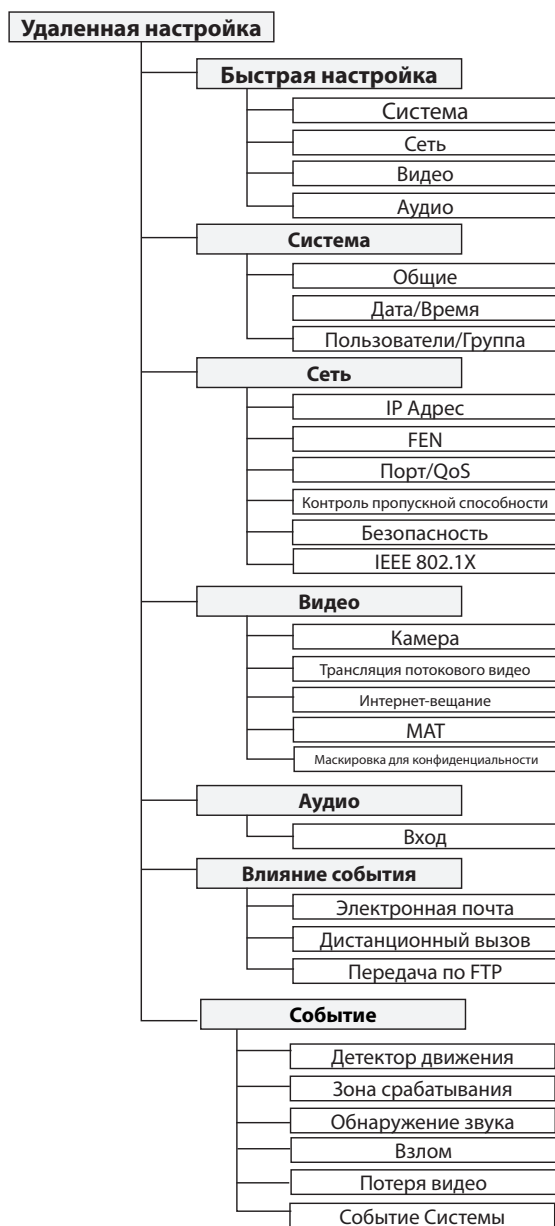 Удаленная настройка
Быстрая настройка
Система
Сеть
Видео
Аудио
Система
Общие
Дата/Время
Пользователи/Группа
Сеть
IP Адрес
FEN
Порт/QoS
Контроль пропускной способности
Безопасность
IEEE 802.1X
Видео
Камера
Трансляция потокового видео
Интернет-вещание
MAT
Маскировка для конфиденциальности
Аудио
Вход
Влияние события
Электронная почта
Дистанционный вызов
Передача по FTP
Событие
Детектор движения
Зона срабатывания
Обнаружение звука
Взлом
Потеря видео
Событие Системы